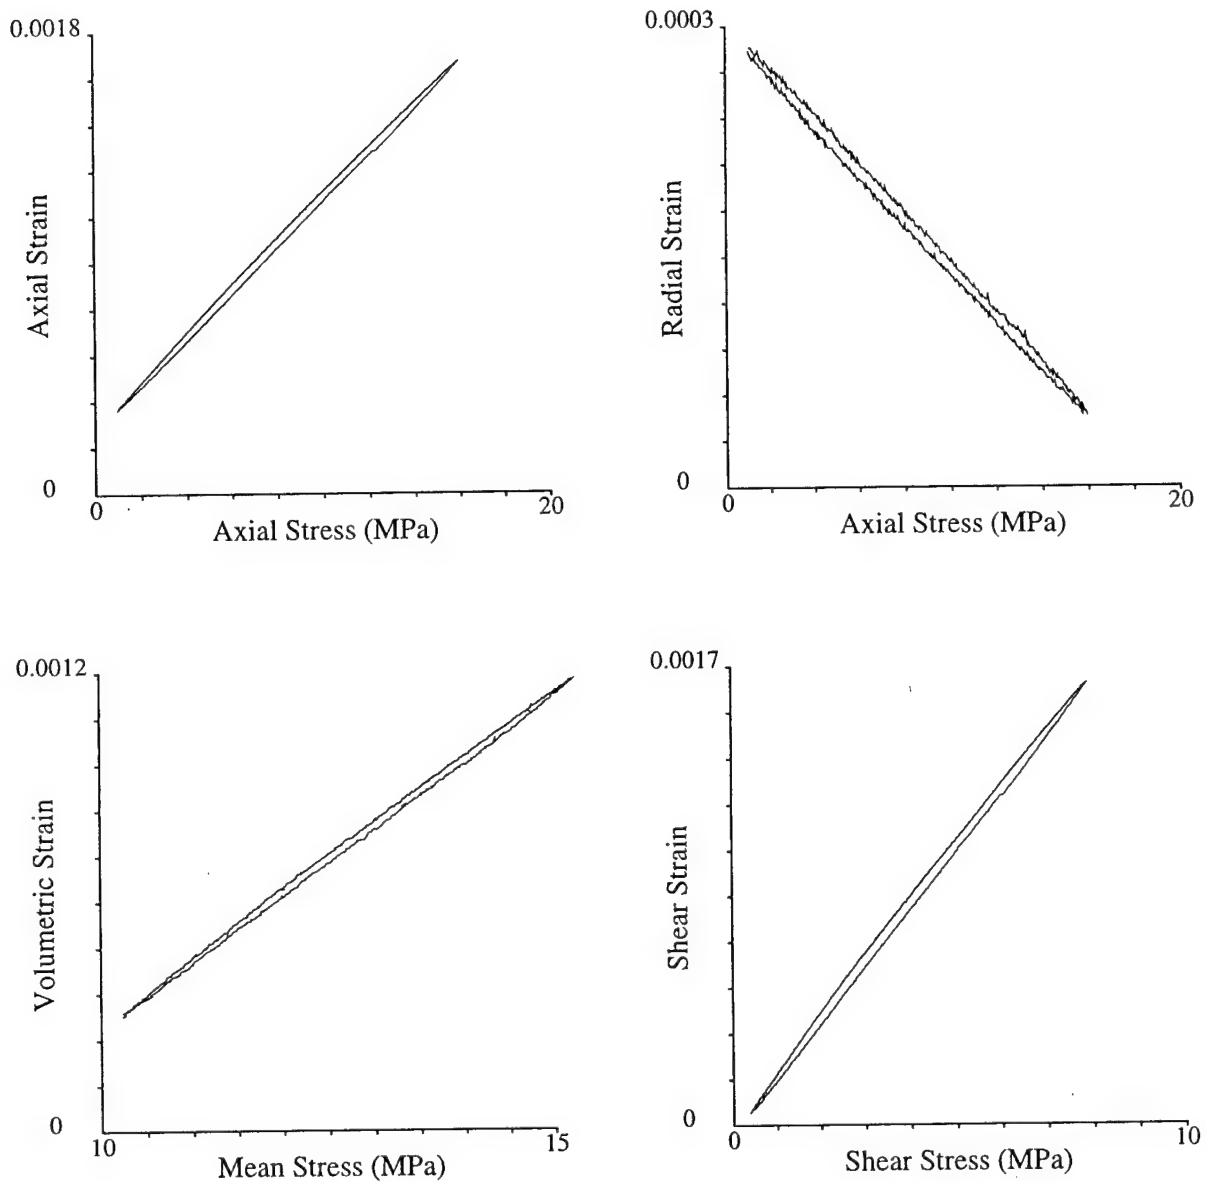 0.0018
Axial Strain
0
0
20
Axial Stress (MPa)
0.0003
Radial Strain
0
0
20
Axial Stress (MPa)
0.0012
Volumetric Strain
0
10
15
Mean Stress (MPa)
0.0017
Shear Strain
0
0
10
Shear Stress (MPa)